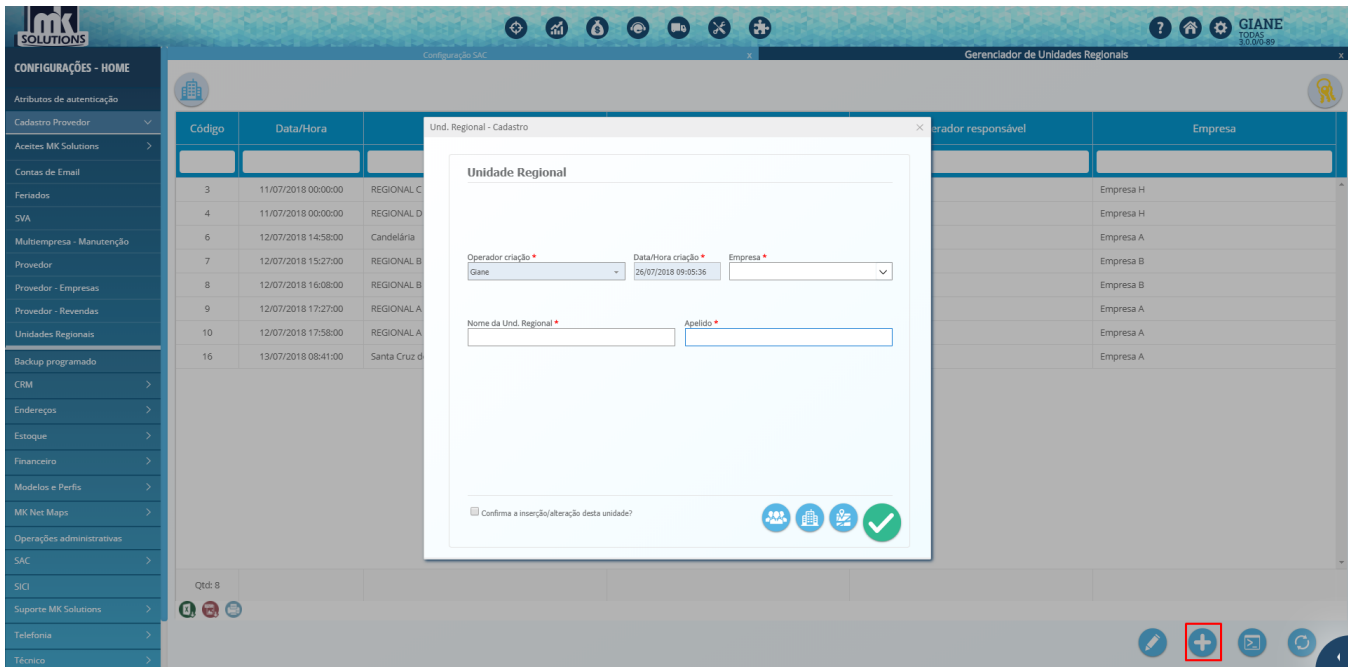 mk
SOLUTIONS
?
GIANE
TODAS
3.0.0/0-89
Configuração SAC x
Gerenciador de Unidades Regionais x
CONFIGURAÇÕES - HOME
Atributos de autenticação
Cadastro Provedor
Aceites MK Solutions
Contas de Email
Feriados
SVA
Multiempresa - Manutenção
Provedor
Provedor - Empresas
Provedor - Revendas
Unidades Regionais
Backup programado
CRM
Endereços
Estoque
Financeiro
Modelos e Perfis
MK Net Maps
Operações administrativas
SAC
SICI
Suporte MK Solutions
Telefonia
Técnico
Código Data/Hora erador responsável Empresa
3 11/07/2018 00:00:00 REGIONAL C Empresa H
4 11/07/2018 00:00:00 REGIONAL D Empresa H
6 12/07/2018 14:58:00 Candelária Empresa A
7 12/07/2018 15:27:00 REGIONAL B Empresa B
8 12/07/2018 16:08:00 REGIONAL B Empresa B
9 12/07/2018 17:27:00 REGIONAL A Empresa A
10 12/07/2018 17:58:00 REGIONAL A Empresa A
16 13/07/2018 08:41:00 Santa Cruz d Empresa A
Qtd: 8
Und. Regional - Cadastro
Unidade Regional
Operador criação * Data/Hora criação * Empresa *
Giane 26/07/2018 09:05:36
Nome da Und. Regional * Apelido *
Confirma a inserção/alteração desta unidade?